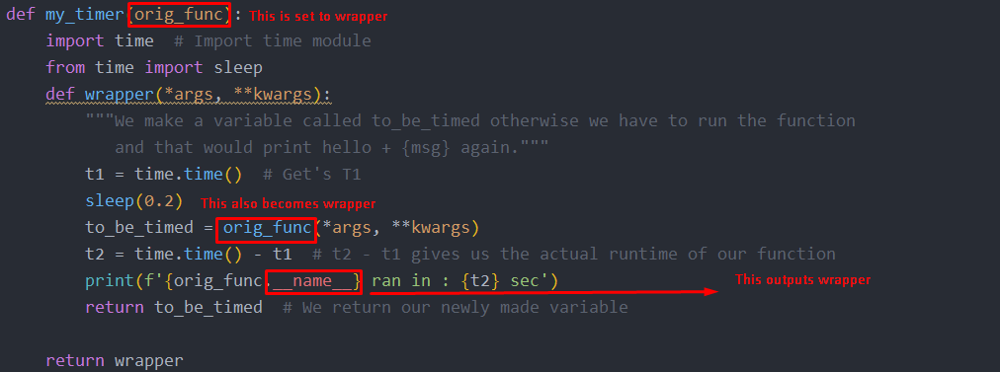 def my_timer(orig_func): This is set to wrapper
    import time  # Import time module
    from time import sleep
    def wrapper(*args, **kwargs):
        """We make a variable called to_be_timed otherwise we have to run the function
           and that would print hello + {msg} again."""
        t1 = time.time()  # Get's T1
        sleep(0.2) This also becomes wrapper
        to_be_timed = orig_func(*args, **kwargs)
        t2 = time.time() - t1  # t2 - t1 gives us the actual runtime of our function
        print(f'{orig_func.__name__} ran in : {t2} sec') This outputs wrapper
        return to_be_timed  # We return our newly made variable
    return wrapper